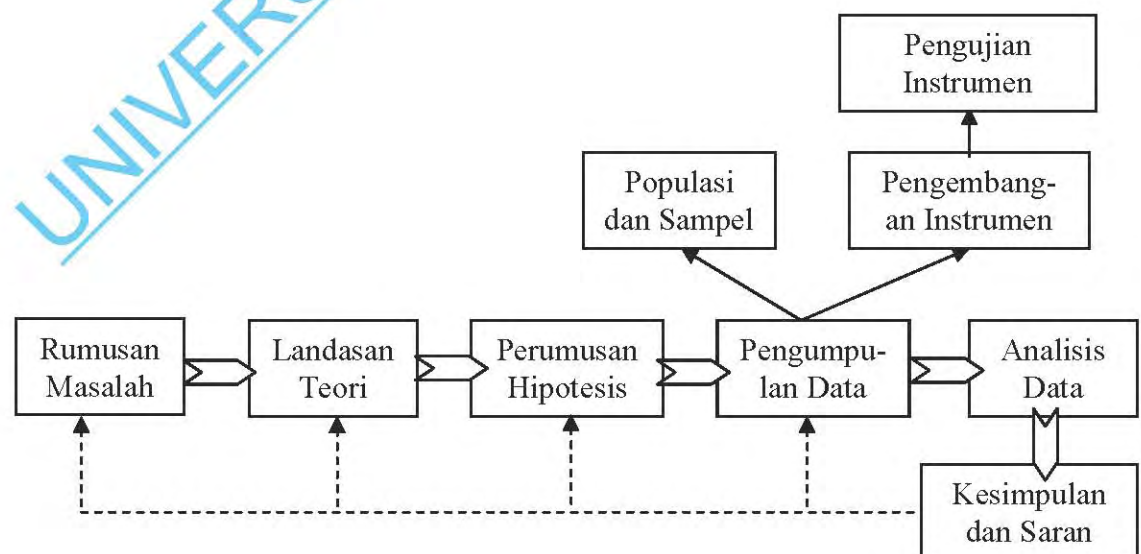 UNIVER
Pengujian
Instrumen
Populasi
dan Sampel
Pengembang-
an Instrumen
Rumusan
Masalah
Landasan
Teori
Perumusan
Hipotesis
Pengumpu-
lan Data
Analisis
Data
Kesimpulan
dan Saran